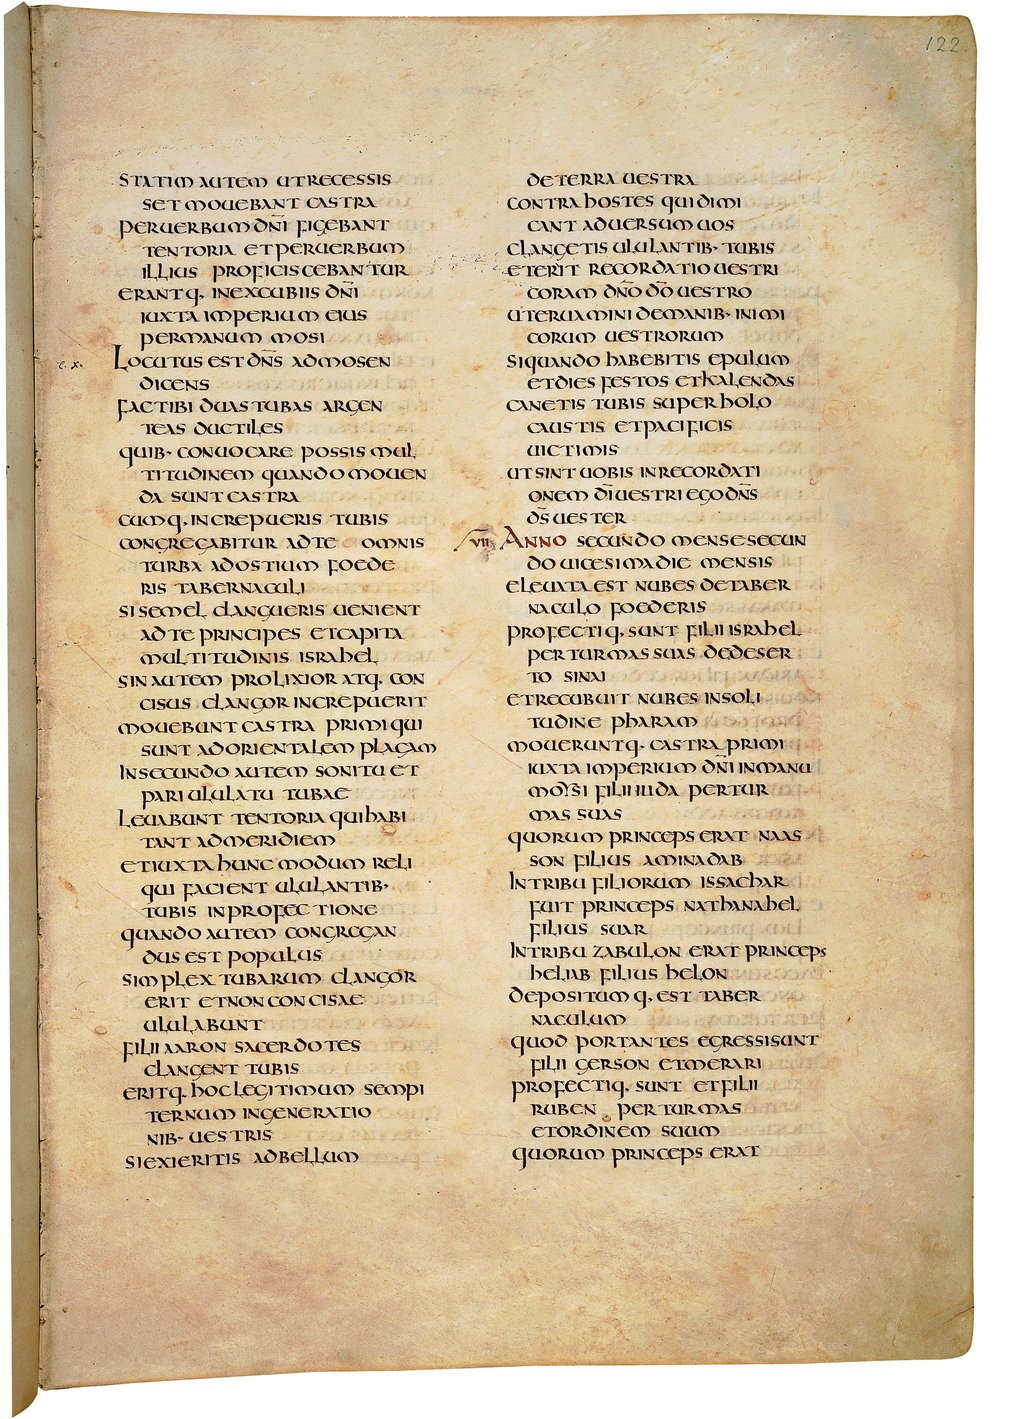 122
STATIM AUTEM UT RECESSIS
SET MOUEBANT CASTRA
PER UERBUM DN̄I FIGEBANT
TENTORIA ET PER UERBUM
ILLIUS PROFICISCEBANTUR
ERANTQ· IN EXCUBIIS DN̄I
IUXTA IMPERIUM EIUS
PER MANUM MOSI
c. x.
LOCUTUS EST DN̄S AD MOSEN
DICENS
FAC TIBI DUAS TUBAS ARGEN
TEAS DUCTILES
QUIB· CONUOCARE POSSIS MUL
TITUDINEM QUANDO MOUEN
DA SUNT CASTRA
CUMQ· INCREPUERIS TUBIS
CONGREGABITUR AD TE OMNIS
TURBA AD OSTIUM FOEDE
RIS TABERNACULI
SI SEMEL CLANGUERIS UENIENT
AD TE PRINCIPES ET CAPITA
MULTITUDINIS ISRAHEL
SIN AUTEM PROLIXIOR ATQ· CON
CISUS CLANGOR INCREPUERIT
MOUEBUNT CASTRA PRIMI QUI
SUNT AD ORIENTALEM PLAGAM
IN SECUNDO AUTEM SONITU ET
PARI ULULATU TUBAE
LEUABUNT TENTORIA QUI HABI
TANT AD MERIDIEM
ET IUXTA HUNC MODUM RELI
QUI FACIENT ULULANTIB·
TUBIS IN PROFECTIONE
QUANDO AUTEM CONGREGAN
DUS EST POPULUS
SIMPLEX TUBARUM CLANGOR
ERIT ET NON CONCISAE
ULULABUNT
FILII AARON SACERDOTES
CLANGENT TUBIS
ERITQ· HOC LEGITIMUM SEMPI
TERNUM IN GENERATIO
NIB· UESTRIS
SI EXIERITIS AD BELLUM
DE TERRA UESTRA
CONTRA HOSTES QUI DIMI
CANT ADUERSUM UOS
CLANGETIS ULULANTIB· TUBIS
ET ERIT RECORDATIO UESTRI
CORAM DN̄O D̄O UESTRO
UT ERUAMINI DE MANIB· INIMI
CORUM UESTRORUM
SI QUANDO HABEBITIS EPULUM
ET DIES FESTOS ET KALENDAS
CANETIS TUBIS SUPER HOLO
CAUSTIS ET PACIFICIS
UICTIMIS
UT SINT UOBIS IN RECORDATI
ONEM D̄I UESTRI EGO DN̄S
D̄S UESTER
VII ANNO SECUNDO MENSE SECUN
DO UICESIMA DIE MENSIS
ELEUATA EST NUBES DE TABER
NACULO FOEDERIS
PROFECTIQ· SUNT FILII ISRAHEL
PER TURMAS SUAS DE DESER
TO SINAI
ET RECUBUIT NUBES IN SOLI
TUDINE PHARAM
MOUERUNTQ· CASTRA PRIMI
IUXTA IMPERIUM DN̄I IN MANU
MOYSI FILII IUDA PER TUR
MAS SUAS
QUORUM PRINCEPS ERAT NAAS
SON FILIUS AMINADAB
IN TRIBU FILIORUM ISSACHAR
FUIT PRINCEPS NATHANAHEL
FILIUS SUAR
IN TRIBU ZABULON ERAT PRINCEPS
HELIAB FILIUS HELON
DEPOSITUMQ· EST TABER
NACULUM
QUOD PORTANTES EGRESSI SUNT
FILII GERSON ET MERARI
PROFECTIQ· SUNT ET FILII
RUBEN PER TURMAS
ET ORDINEM SUUM
QUORUM PRINCEPS ERAT